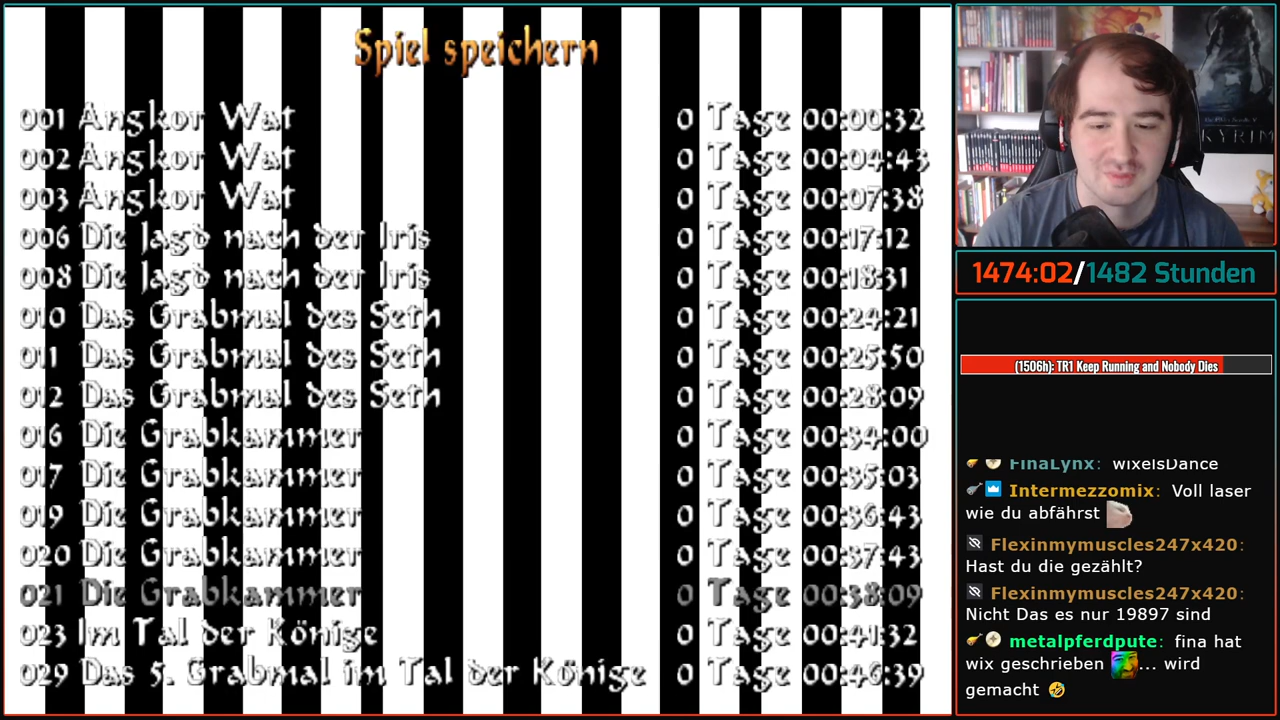 Spiel speichern
001 Angkor Wat 0 Tage 00:00:32
002 Angkor Wat 0 Tage 00:04:43
003 Angkor Wat 0 Tage 00:07:38
006 Die Jagd nach der Iris 0 Tage 00:17:12
008 Die Jagd nach der Iris 0 Tage 00:18:31
010 Das Grabmal des Seth 0 Tage 00:24:21
011 Das Grabmal des Seth 0 Tage 00:25:50
012 Das Grabmal des Seth 0 Tage 00:28:09
016 Die Grabkammer 0 Tage 00:34:00
017 Die Grabkammer 0 Tage 00:35:03
019 Die Grabkammer 0 Tage 00:36:43
020 Die Grabkammer 0 Tage 00:37:43
021 Die Grabkammer 0 Tage 00:38:09
023 Im Tal der Könige 0 Tage 00:41:32
029 Das 5. Grabmal im Tal der Könige 0 Tage 00:46:39
KYRIM
1474:02/1482 Stunden
(1506h): TR1 Keep Running and Nobody Dies
FinaLynx: wixelsDance
Intermezzomix: Voll laser
wie du abfährst
Flexinmymuscles247x420:
Hast du die gezählt?
Flexinmymuscles247x420:
Nicht Das es nur 19897 sind
metalpferdpute: fina hat
wix geschrieben ... wird
gemacht